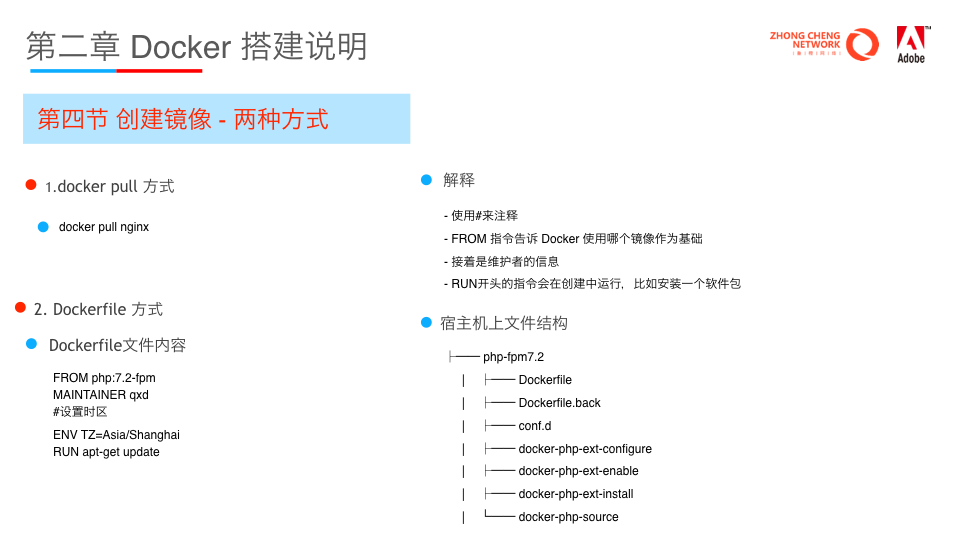 第二章 Docker 搭建说明
ZHONG CHENG
NETWORK
Adobe
第四节 创建镜像 - 两种方式
1.docker pull 方式
docker pull nginx
2. Dockerfile 方式
Dockerfile文件内容
FROM php:7.2-fpm
MAINTAINER qxd
#设置时区
ENV TZ=Asia/Shanghai
RUN apt-get update
解释
- 使用#来注释
- FROM 指令告诉 Docker 使用哪个镜像作为基础
- 接着是维护者的信息
- RUN开头的指令会在创建中运行，比如安装一个软件包
宿主机上文件结构
├── php-fpm7.2
|   ├── Dockerfile
|   ├── Dockerfile.back
|   ├── conf.d
|   ├── docker-php-ext-configure
|   ├── docker-php-ext-enable
|   ├── docker-php-ext-install
|   └── docker-php-source